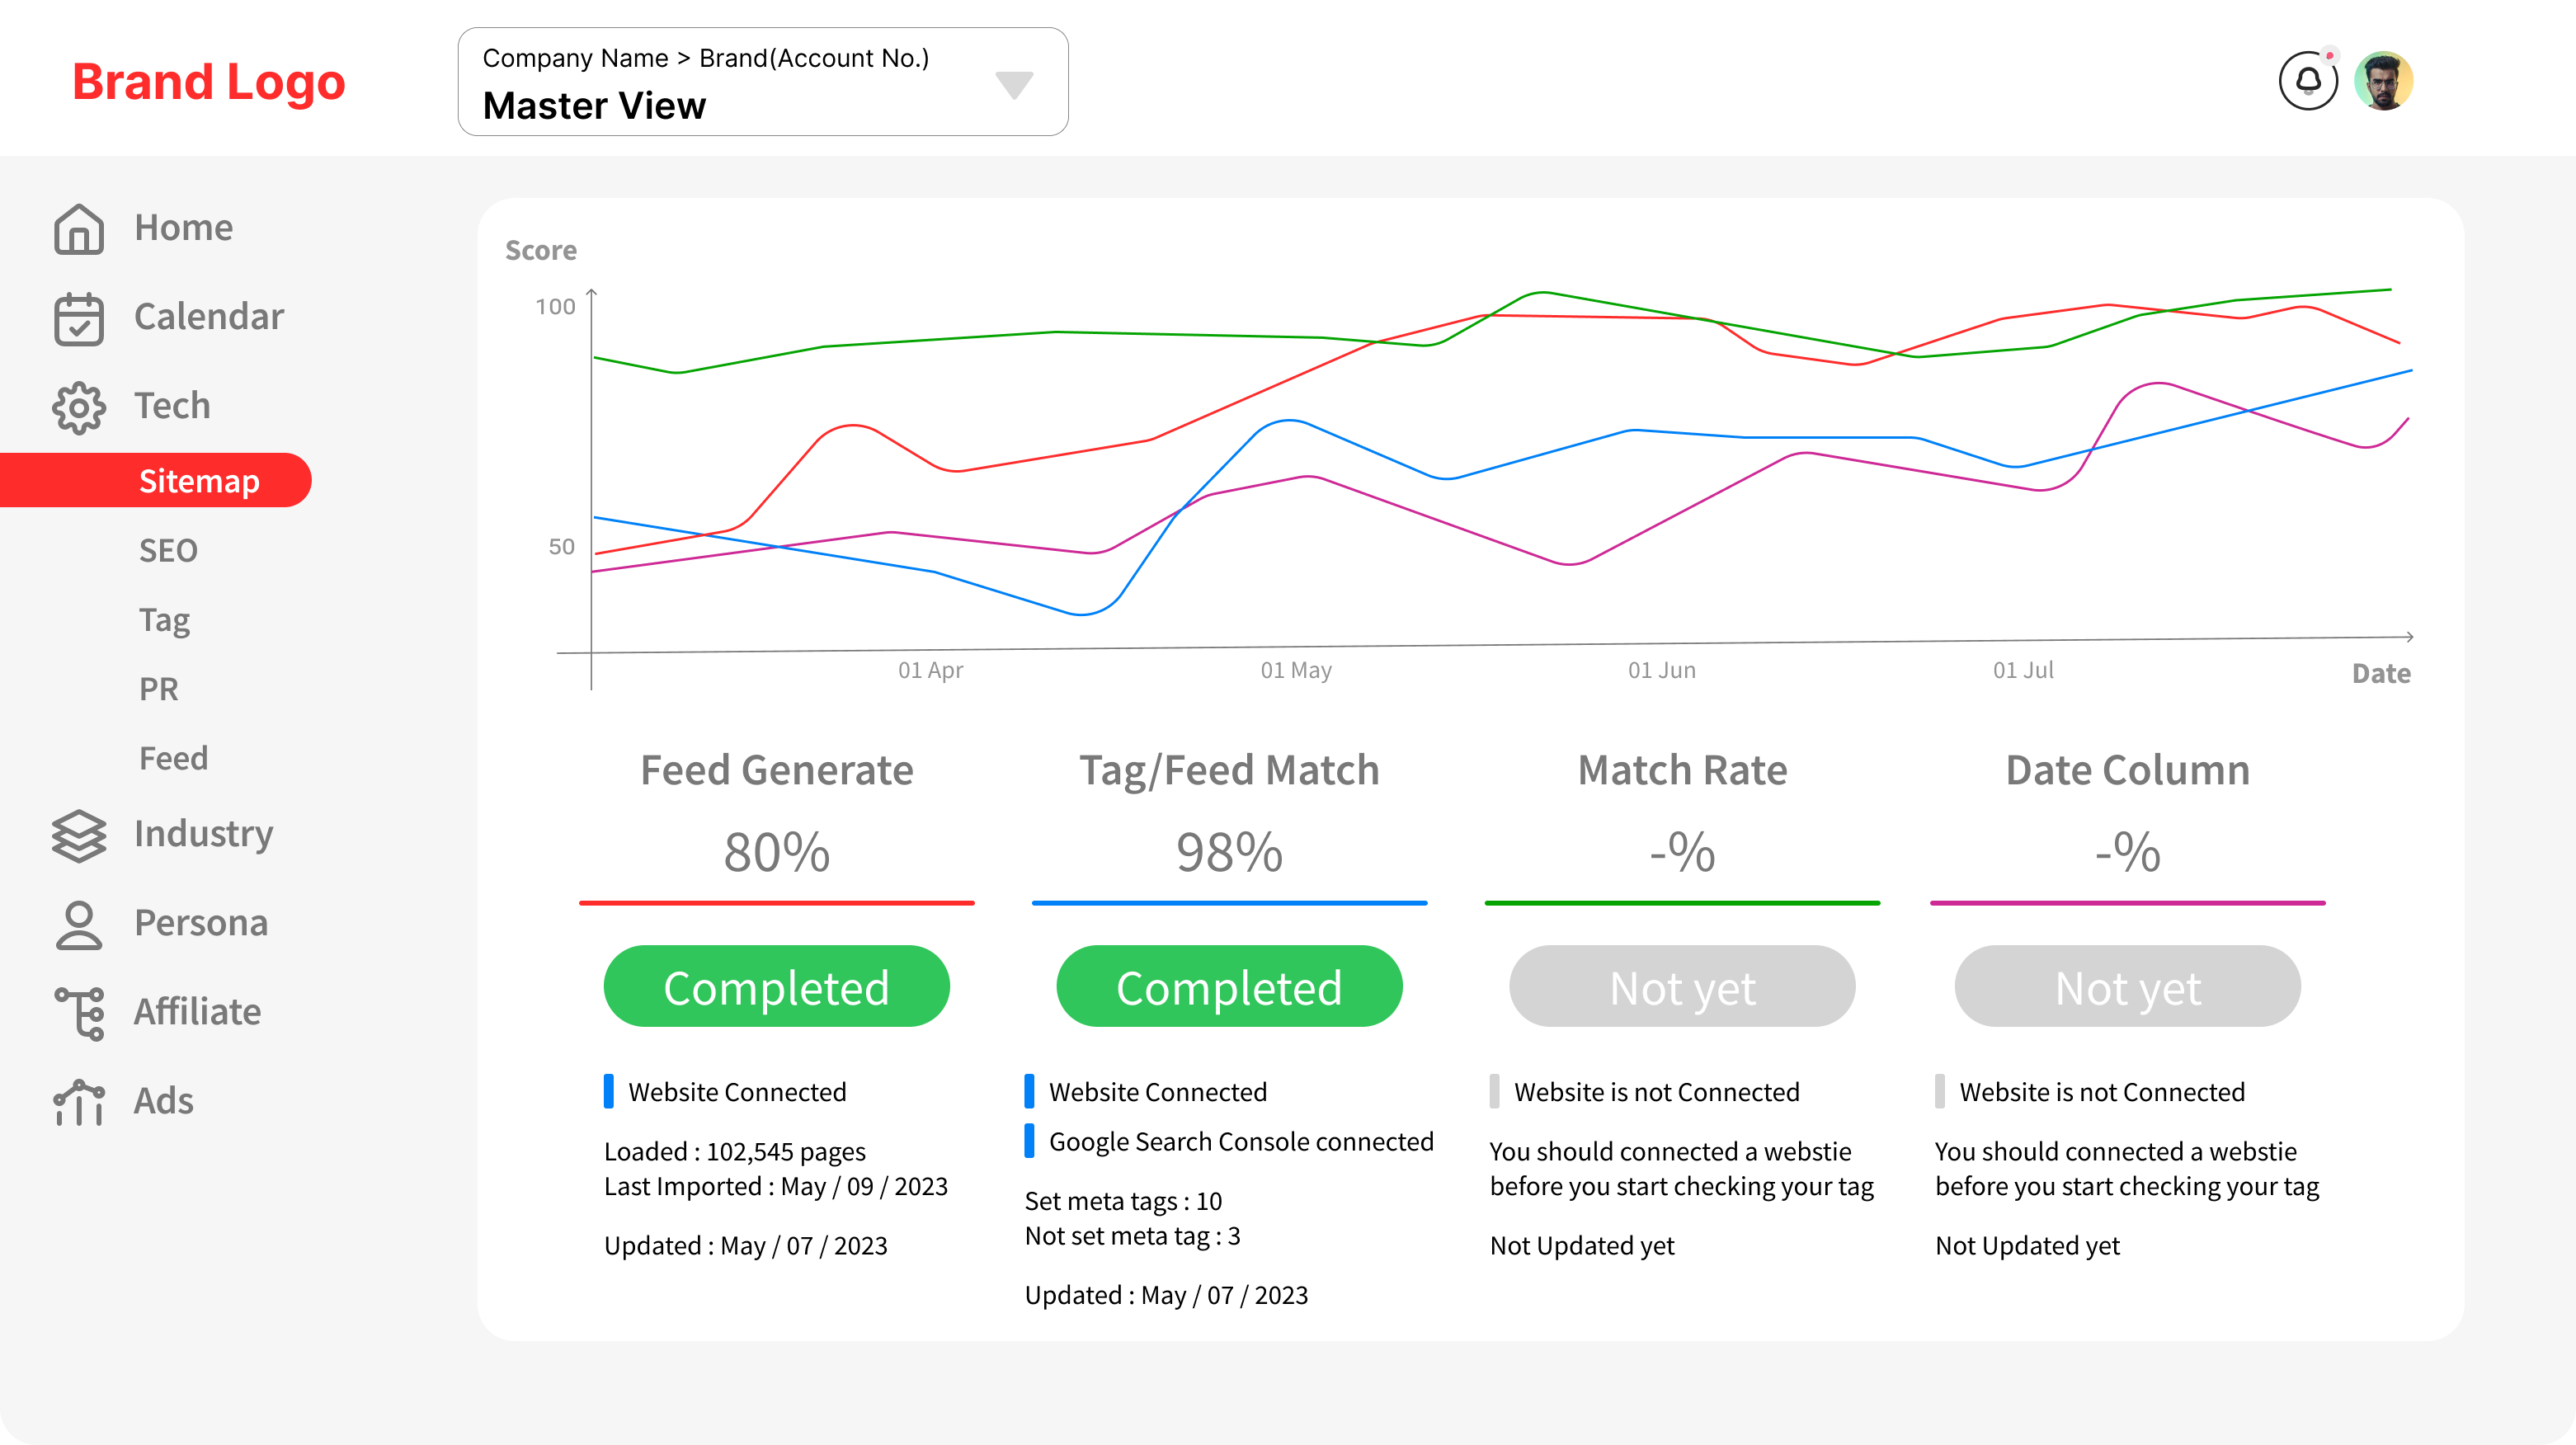 Brand Logo
Company Name > Brand(Account No.)
Master View
Home
Calendar
Tech
Sitemap
SEO
Tag
PR
Feed
Industry
Persona
Affiliate
Ads
Score
100
50
01 Apr
01 May
01 Jun
01 Jul
Date
Feed Generate
80%
Completed
Website Connected
Loaded : 102,545 pages
Last Imported : May / 09 / 2023
Updated : May / 07 / 2023
Tag/Feed Match
98%
Completed
Website Connected
Google Search Console connected
Set meta tags : 10
Not set meta tag : 3
Updated : May / 07 / 2023
Match Rate
-%
Not yet
Website is not Connected
You should connected a webstie
before you start checking your tag
Not Updated yet
Date Column
-%
Not yet
Website is not Connected
You should connected a webstie
before you start checking your tag
Not Updated yet